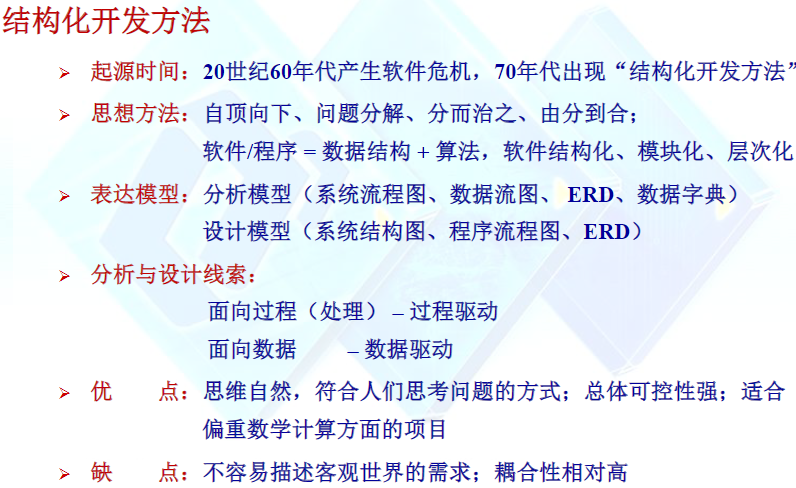 结构化开发方法
起源时间：20世纪60年代产生软件危机，70年代出现“结构化开发方法”
思想方法：自顶向下、问题分解、分而治之、由分到合；
软件/程序 = 数据结构 + 算法，软件结构化、模块化、层次化
表达模型：分析模型（系统流程图、数据流图、 ERD、数据字典）
设计模型（系统结构图、程序流程图、ERD）
分析与设计线索：
面向过程（处理） – 过程驱动
面向数据 – 数据驱动
优 点：思维自然，符合人们思考问题的方式；总体可控性强；适合
偏重数学计算方面的项目
缺 点：不容易描述客观世界的需求；耦合性相对高